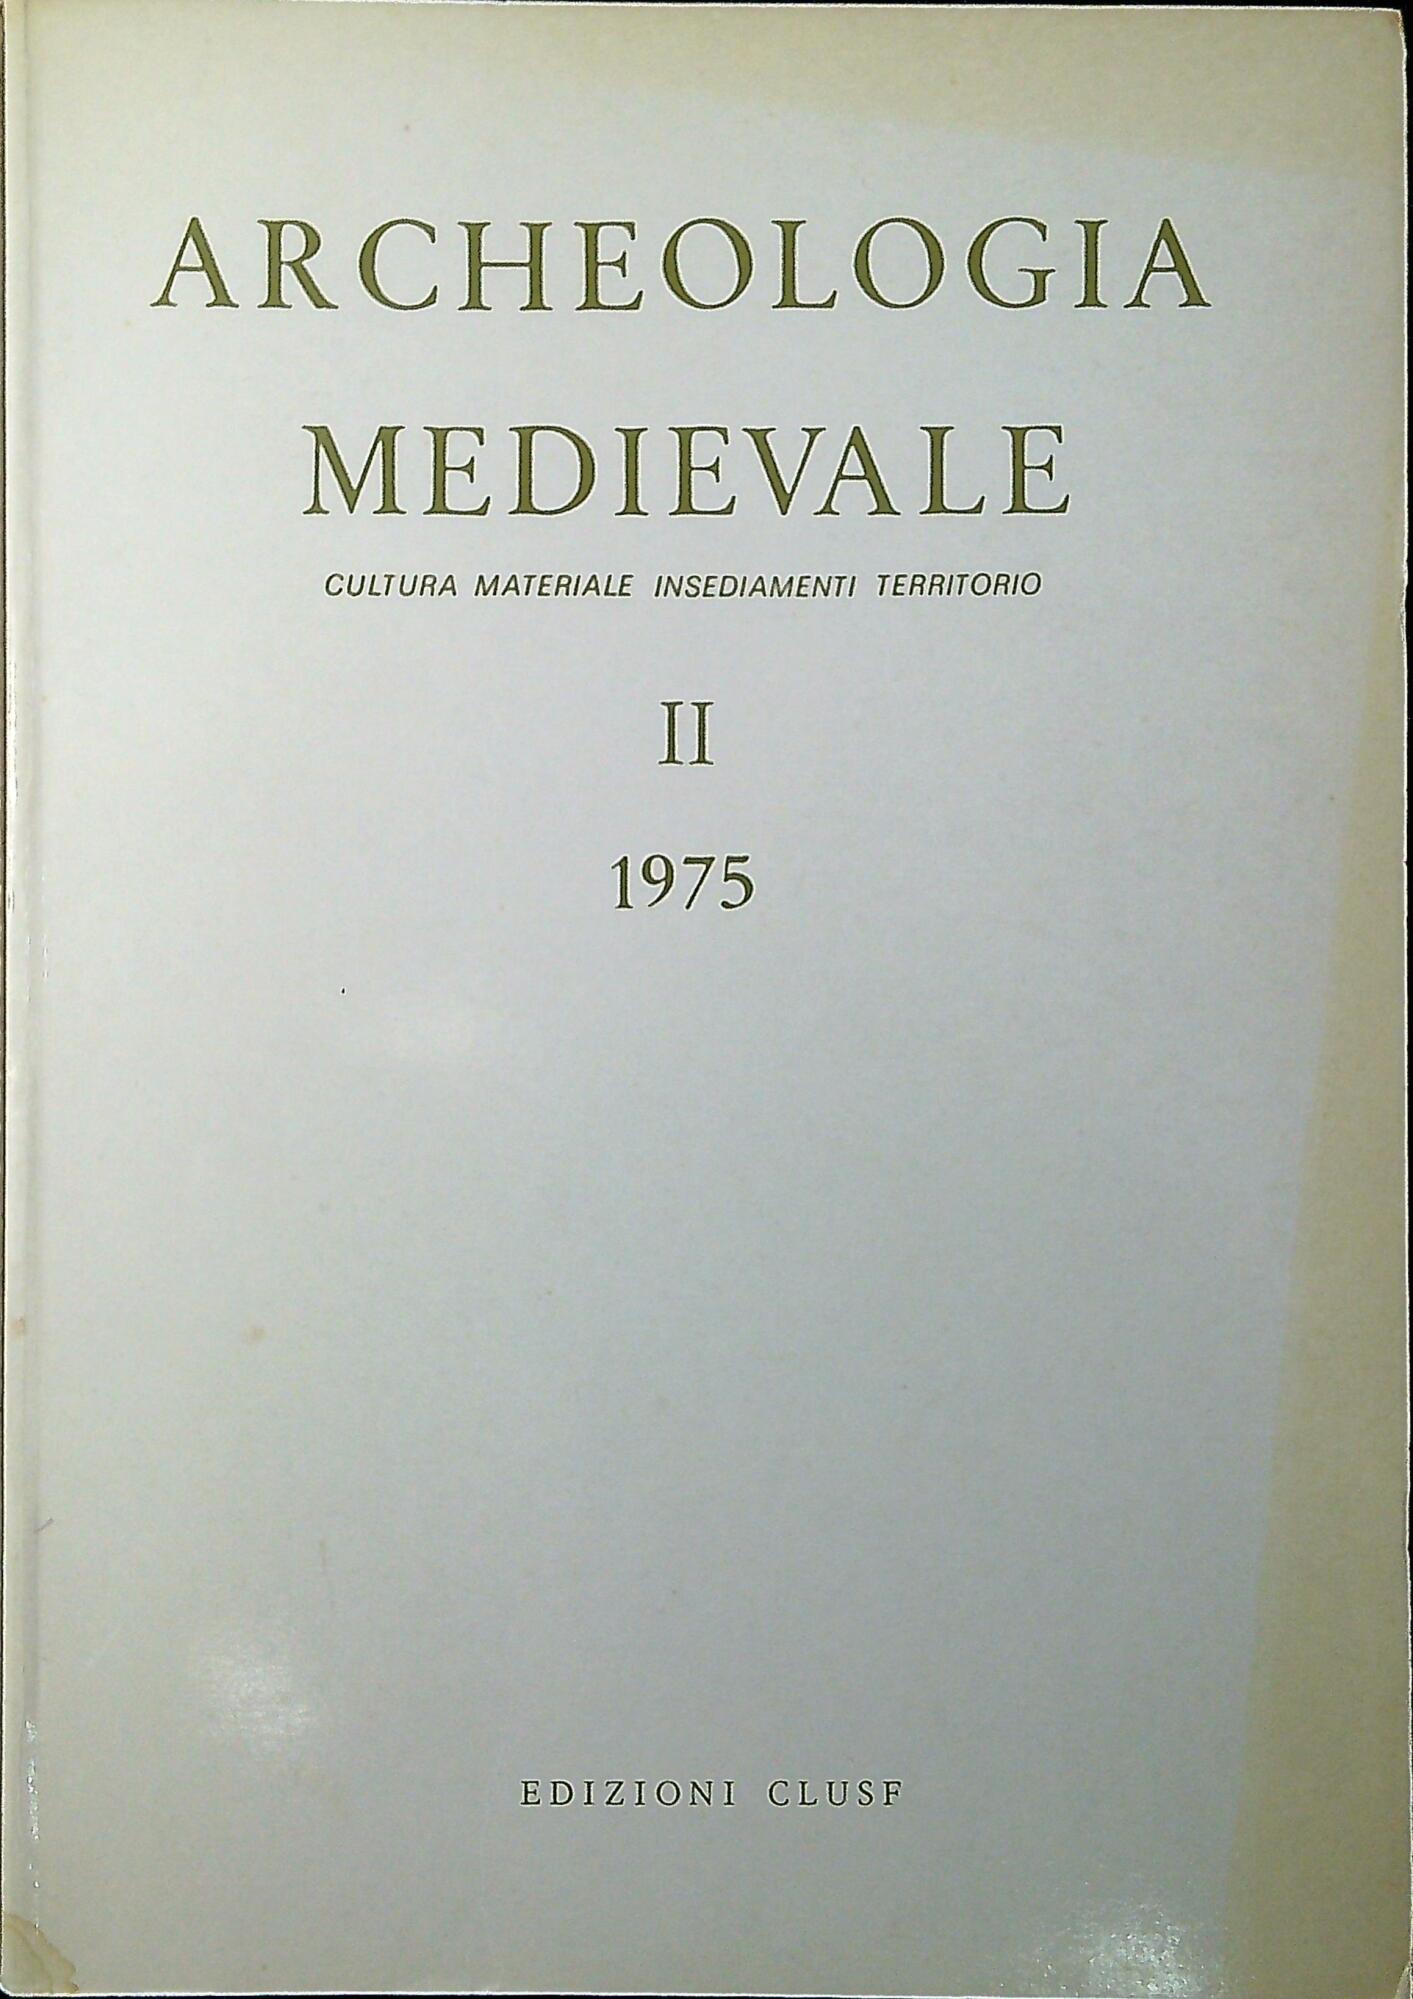 ARCHEOLOGIA
MEDIEVALE
CULTURA MATERIALE INSEDIAMENTI TERRITORIO
II
1975
EDIZIONI CLUSF